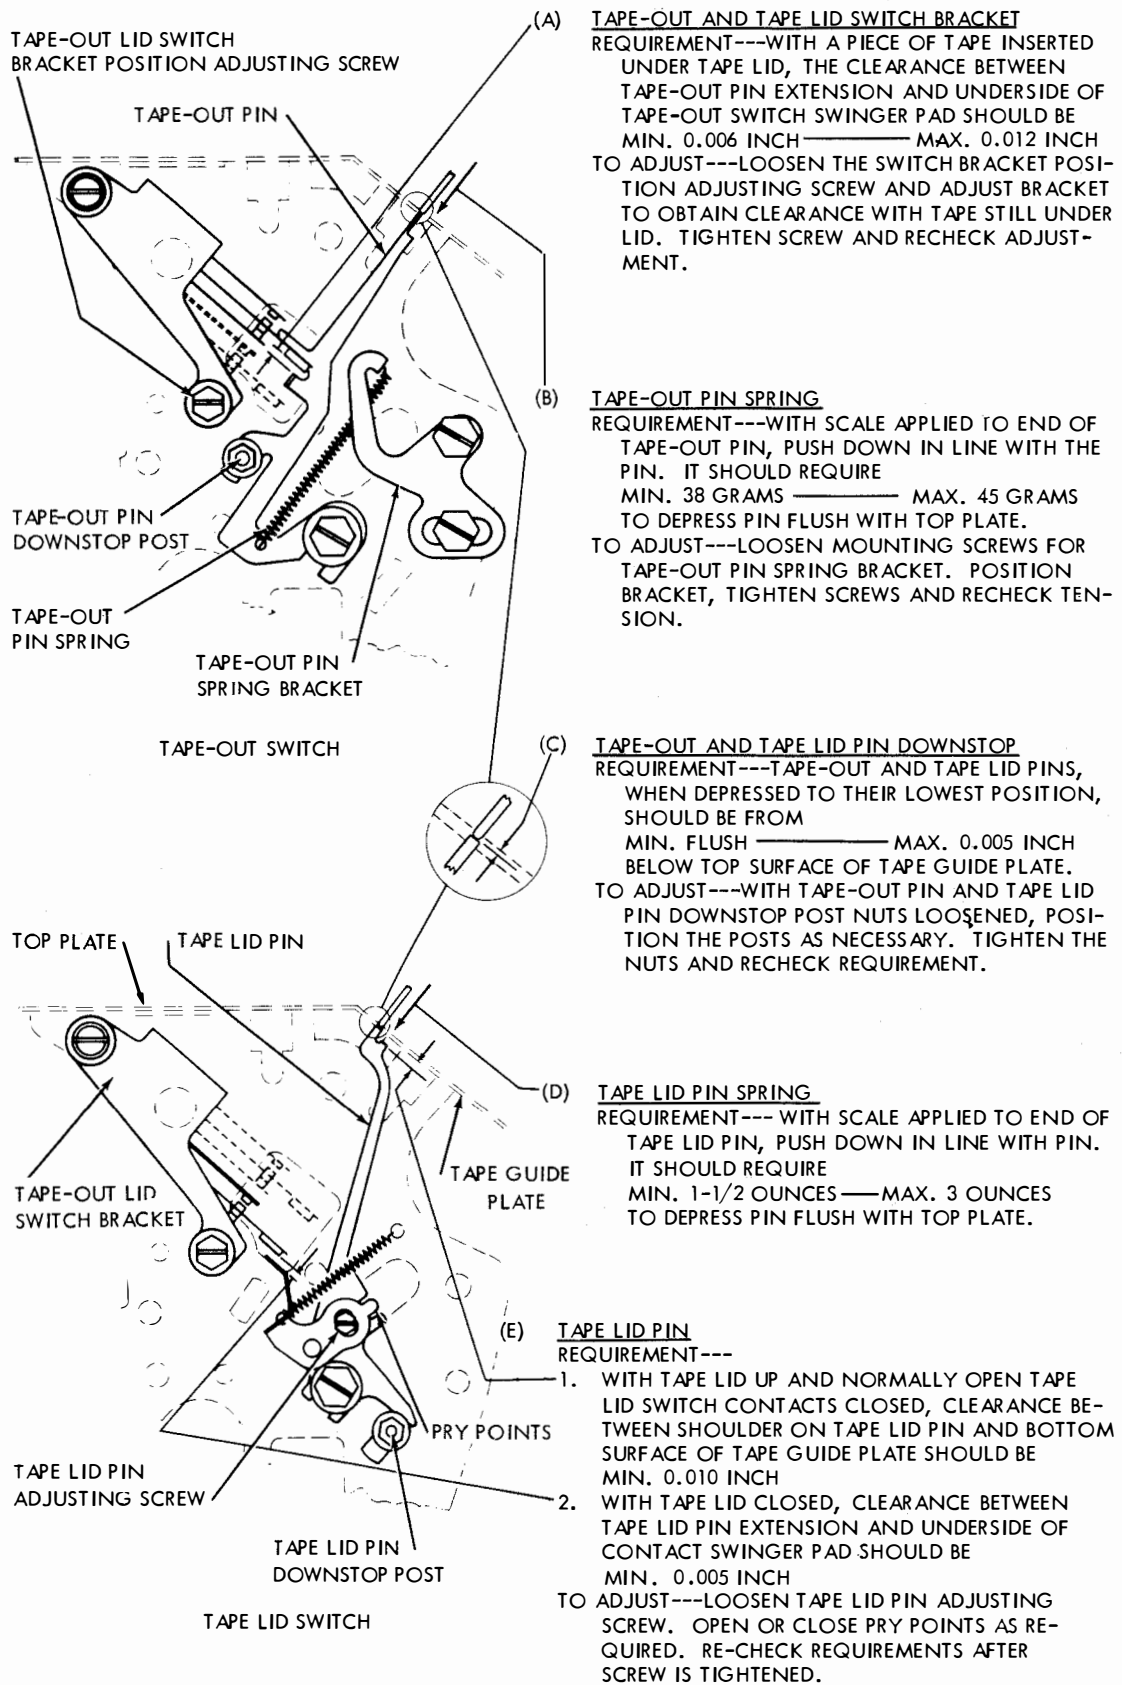 TAPE-OUT LID SWITCH
BRACKET POSITION ADJUSTING SCREW
TAPE-OUT PIN
TAPE-OUT PIN
DOWNSTOP POST
TAPE-OUT
PIN SPRING
TAPE-OUT PIN
SPRING BRACKET
TAPE-OUT SWITCH
(A) TAPE-OUT AND TAPE LID SWITCH BRACKET
REQUIREMENT---WITH A PIECE OF TAPE INSERTED
UNDER TAPE LID, THE CLEARANCE BETWEEN
TAPE-OUT PIN EXTENSION AND UNDERSIDE OF
TAPE-OUT SWITCH SWINGER PAD SHOULD BE
MIN. 0.006 INCH — MAX. 0.012 INCH
TO ADJUST---LOOSEN THE SWITCH BRACKET POSI-
TION ADJUSTING SCREW AND ADJUST BRACKET
TO OBTAIN CLEARANCE WITH TAPE STILL UNDER
LID. TIGHTEN SCREW AND RECHECK ADJUST-
MENT.
(B) TAPE-OUT PIN SPRING
REQUIREMENT---WITH SCALE APPLIED TO END OF
TAPE-OUT PIN, PUSH DOWN IN LINE WITH THE
PIN. IT SHOULD REQUIRE
MIN. 38 GRAMS — MAX. 45 GRAMS
TO DEPRESS PIN FLUSH WITH TOP PLATE.
TO ADJUST---LOOSEN MOUNTING SCREWS FOR
TAPE-OUT PIN SPRING BRACKET. POSITION
BRACKET, TIGHTEN SCREWS AND RECHECK TEN-
SION.
(C) TAPE-OUT AND TAPE LID PIN DOWNSTOP
REQUIREMENT---TAPE-OUT AND TAPE LID PINS,
WHEN DEPRESSED TO THEIR LOWEST POSITION,
SHOULD BE FROM
MIN. FLUSH — MAX. 0.005 INCH
BELOW TOP SURFACE OF TAPE GUIDE PLATE.
TO ADJUST---WITH TAPE-OUT PIN AND TAPE LID
PIN DOWNSTOP POST NUTS LOOSENED, POSI-
TION THE POSTS AS NECESSARY. TIGHTEN THE
NUTS AND RECHECK REQUIREMENT.
TOP PLATE
TAPE LID PIN
TAPE GUIDE
PLATE
TAPE-OUT LID
SWITCH BRACKET
PRY POINTS
TAPE LID PIN
ADJUSTING SCREW
TAPE LID PIN
DOWNSTOP POST
TAPE LID SWITCH
(D) TAPE LID PIN SPRING
REQUIREMENT--- WITH SCALE APPLIED TO END OF
TAPE LID PIN, PUSH DOWN IN LINE WITH PIN.
IT SHOULD REQUIRE
MIN. 1-1/2 OUNCES — MAX. 3 OUNCES
TO DEPRESS PIN FLUSH WITH TOP PLATE.
(E) TAPE LID PIN
REQUIREMENT---
1. WITH TAPE LID UP AND NORMALLY OPEN TAPE
LID SWITCH CONTACTS CLOSED, CLEARANCE BE-
TWEEN SHOULDER ON TAPE LID PIN AND BOTTOM
SURFACE OF TAPE GUIDE PLATE SHOULD BE
MIN. 0.010 INCH
2. WITH TAPE LID CLOSED, CLEARANCE BETWEEN
TAPE LID PIN EXTENSION AND UNDERSIDE OF
CONTACT SWINGER PAD SHOULD BE
MIN. 0.005 INCH
TO ADJUST---LOOSEN TAPE LID PIN ADJUSTING
SCREW. OPEN OR CLOSE PRY POINTS AS RE-
QUIRED. RE-CHECK REQUIREMENTS AFTER
SCREW IS TIGHTENED.